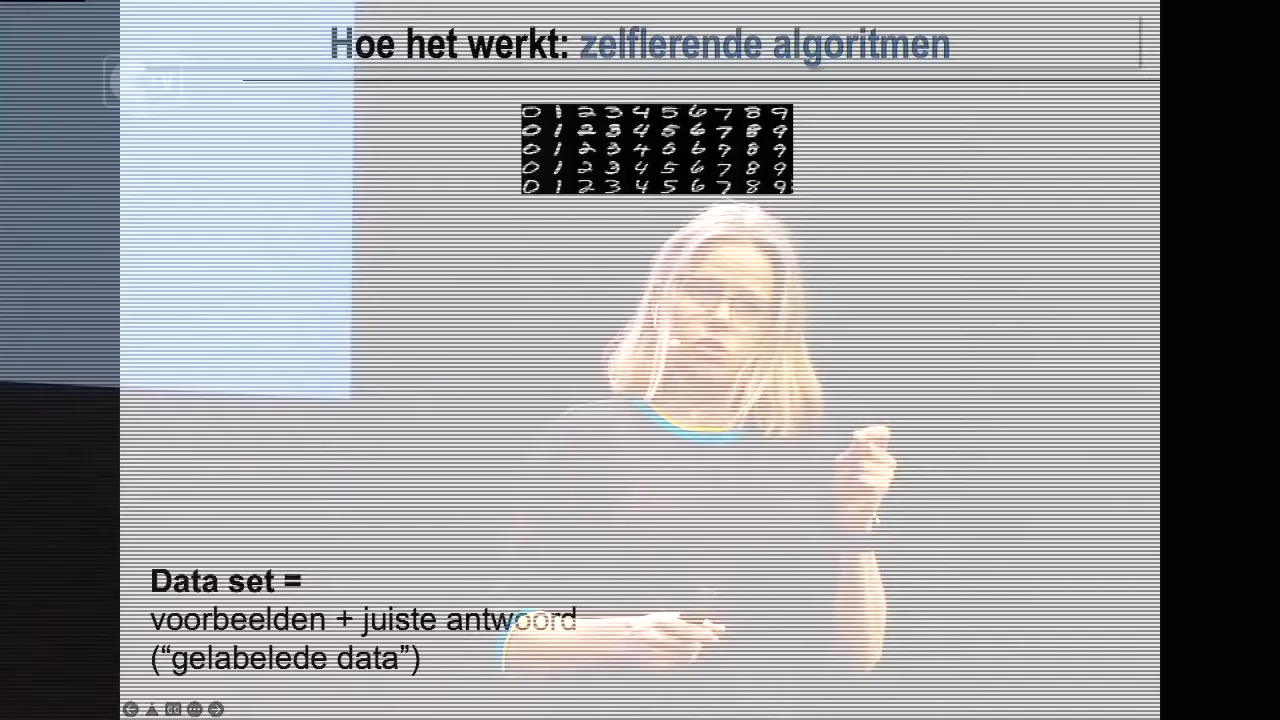 Hoe het werkt: zelflerende algoritmen
0 1 2 3 4 5 6 7 8 9
0 1 2 3 4 5 6 7 8 9
0 1 2 3 4 5 6 7 8 9
0 1 2 3 4 5 6 7 8 9
0 1 2 3 4 5 6 7 8 9
Data set =
voorbeelden + juiste antwoord
(“gelabelede data”)